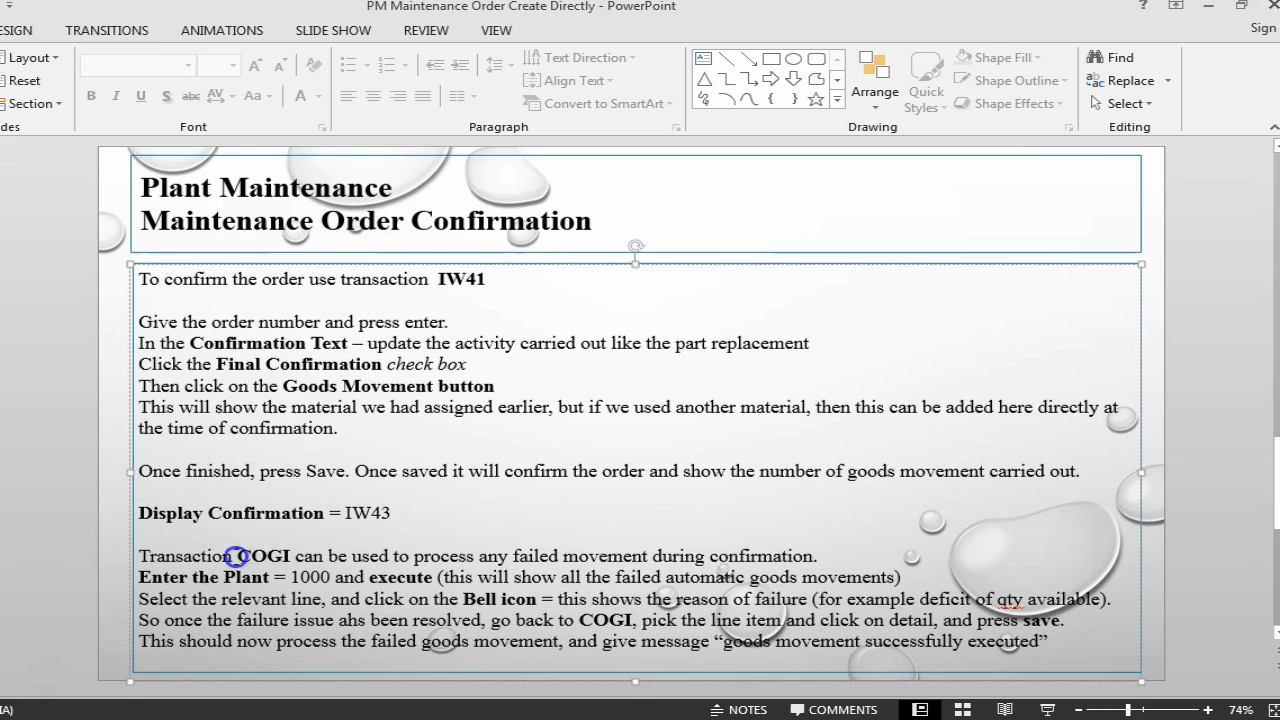 PM Maintenance Order Create Directly - PowerPoint
?
ESIGN TRANSITIONS ANIMATIONS SLIDE SHOW REVIEW VIEW Sign
Layout
Reset
Section
B I U S abc AV Aa A
Text Direction
Align Text
Convert to SmartArt
Arrange
Quick
Styles
Shape Fill
Shape Outline
Shape Effects
Find
Replace
Select
des Font Paragraph Drawing Editing
Plant Maintenance
Maintenance Order Confirmation
To confirm the order use transaction IW41
Give the order number and press enter.
In the Confirmation Text – update the activity carried out like the part replacement
Click the Final Confirmation check box
Then click on the Goods Movement button
This will show the material we had assigned earlier, but if we used another material, then this can be added here directly at
the time of confirmation.
Once finished, press Save. Once saved it will confirm the order and show the number of goods movement carried out.
Display Confirmation = IW43
Transaction COGI can be used to process any failed movement during confirmation.
Enter the Plant = 1000 and execute (this will show all the failed automatic goods movements)
Select the relevant line, and click on the Bell icon = this shows the reason of failure (for example deficit of qty available).
So once the failure issue ahs been resolved, go back to COGI, pick the line item and click on detail, and press save.
This should now process the failed goods movement, and give message “goods movement successfully executed”
IA) NOTES COMMENTS 74%